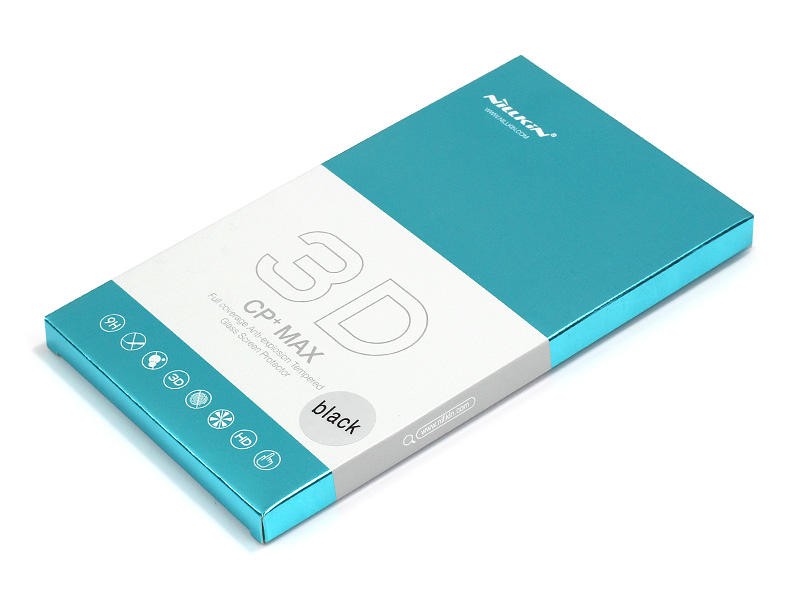 NiLLKiN®
WWW.NILLKIN.COM
3D
CP+ MAX
Full coverage Anti-explosion Tempered
Glass Screen Protector
black
www.nillkin.com
9H
3D
HD